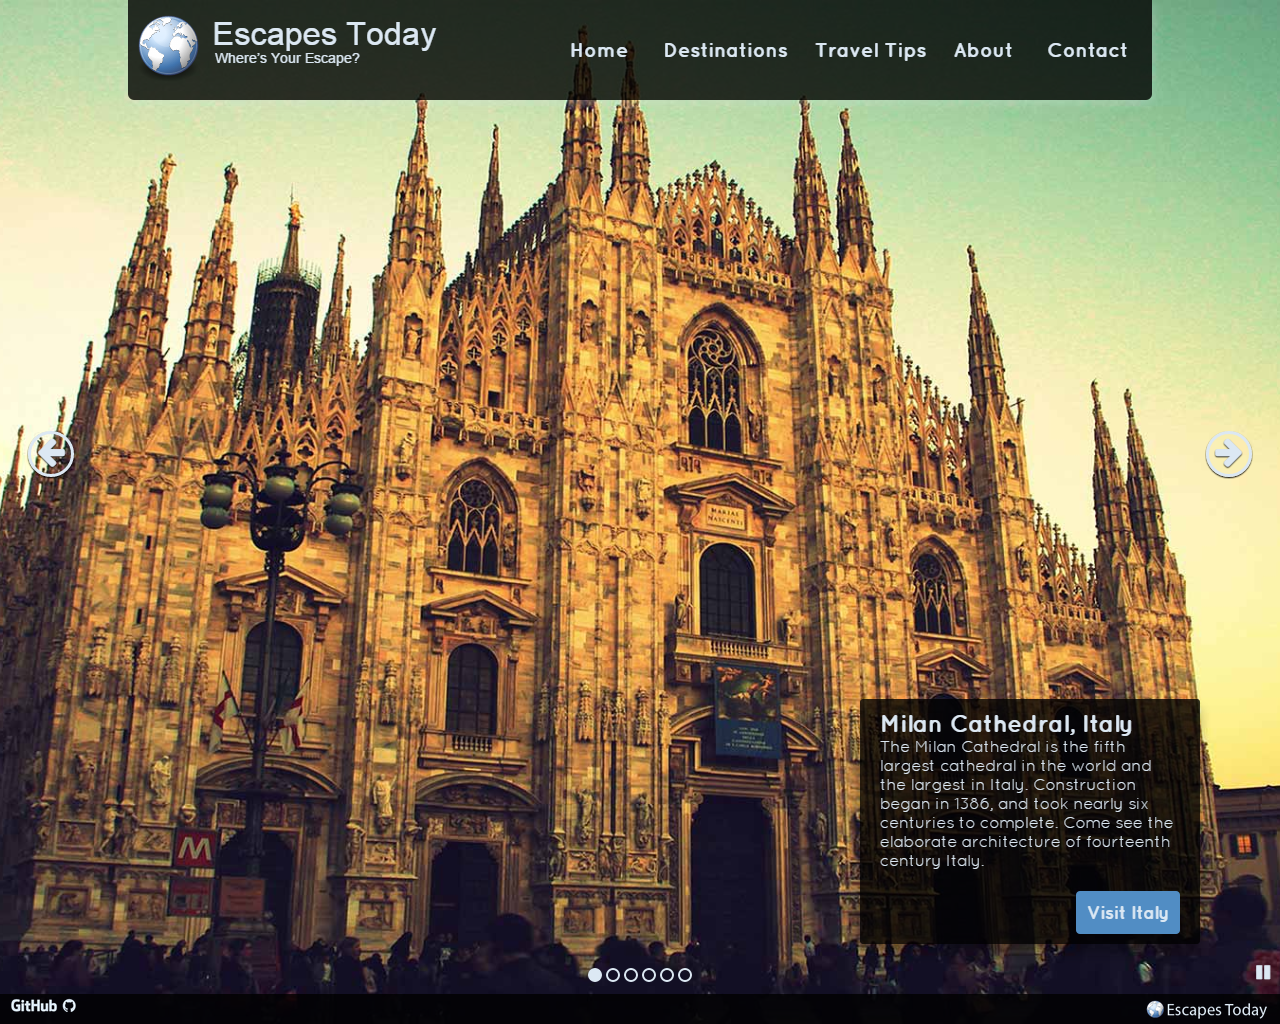 Escapes Today
Where's Your Escape?
Home Destinations Travel Tips About Contact
MARIAE
NASCENTI
Milan Cathedral, Italy
The Milan Cathedral is the fifth
largest cathedral in the world and
the largest in Italy. Construction
began in 1386, and took nearly six
centuries to complete. Come see the
elaborate architecture of fourteenth
century Italy.
Visit Italy
M
GitHub
Escapes Today